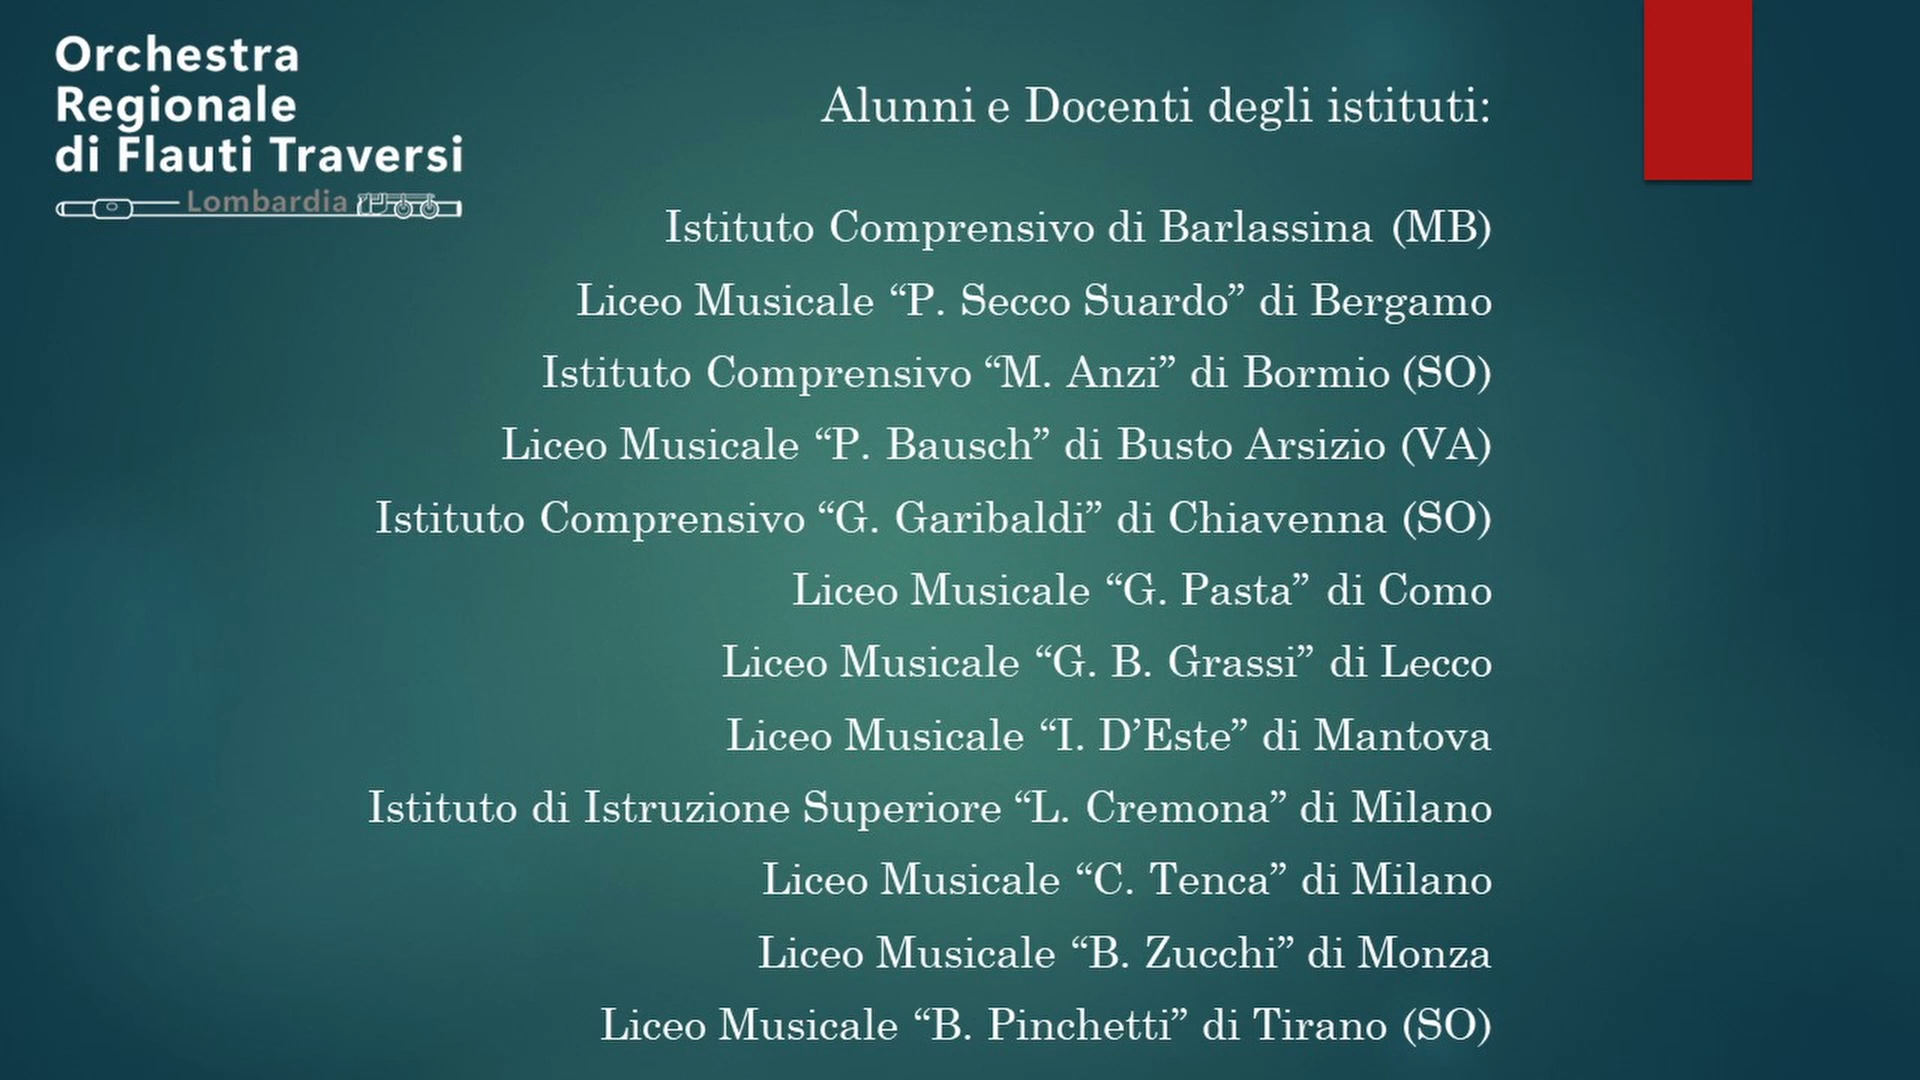 Orchestra
Regionale
di Flauti Traversi
Lombardia
Alunni e Docenti degli istituti:
Istituto Comprensivo di Barlassina (MB)
Liceo Musicale “P. Secco Suardo” di Bergamo
Istituto Comprensivo “M. Anzi” di Bormio (SO)
Liceo Musicale “P. Bausch” di Busto Arsizio (VA)
Istituto Comprensivo “G. Garibaldi” di Chiavenna (SO)
Liceo Musicale “G. Pasta” di Como
Liceo Musicale “G. B. Grassi” di Lecco
Liceo Musicale “I. D’Este” di Mantova
Istituto di Istruzione Superiore “L. Cremona” di Milano
Liceo Musicale “C. Tenca” di Milano
Liceo Musicale “B. Zucchi” di Monza
Liceo Musicale “B. Pinchetti” di Tirano (SO)